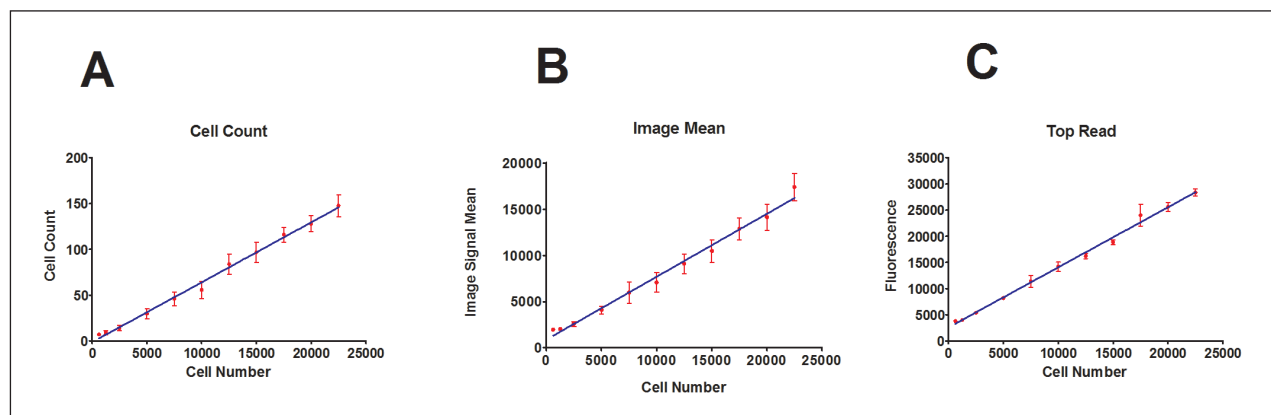 A
Cell Count
Cell Count
200
150
100
50
0
0 5000 10000 15000 20000 25000
Cell Number
B
Image Mean
Image Signal Mean
20000
15000
10000
5000
0
0 5000 10000 15000 20000 25000
Cell Number
C
Top Read
Fluorescence
35000
30000
25000
20000
15000
10000
5000
0
0 5000 10000 15000 20000 25000
Cell Number